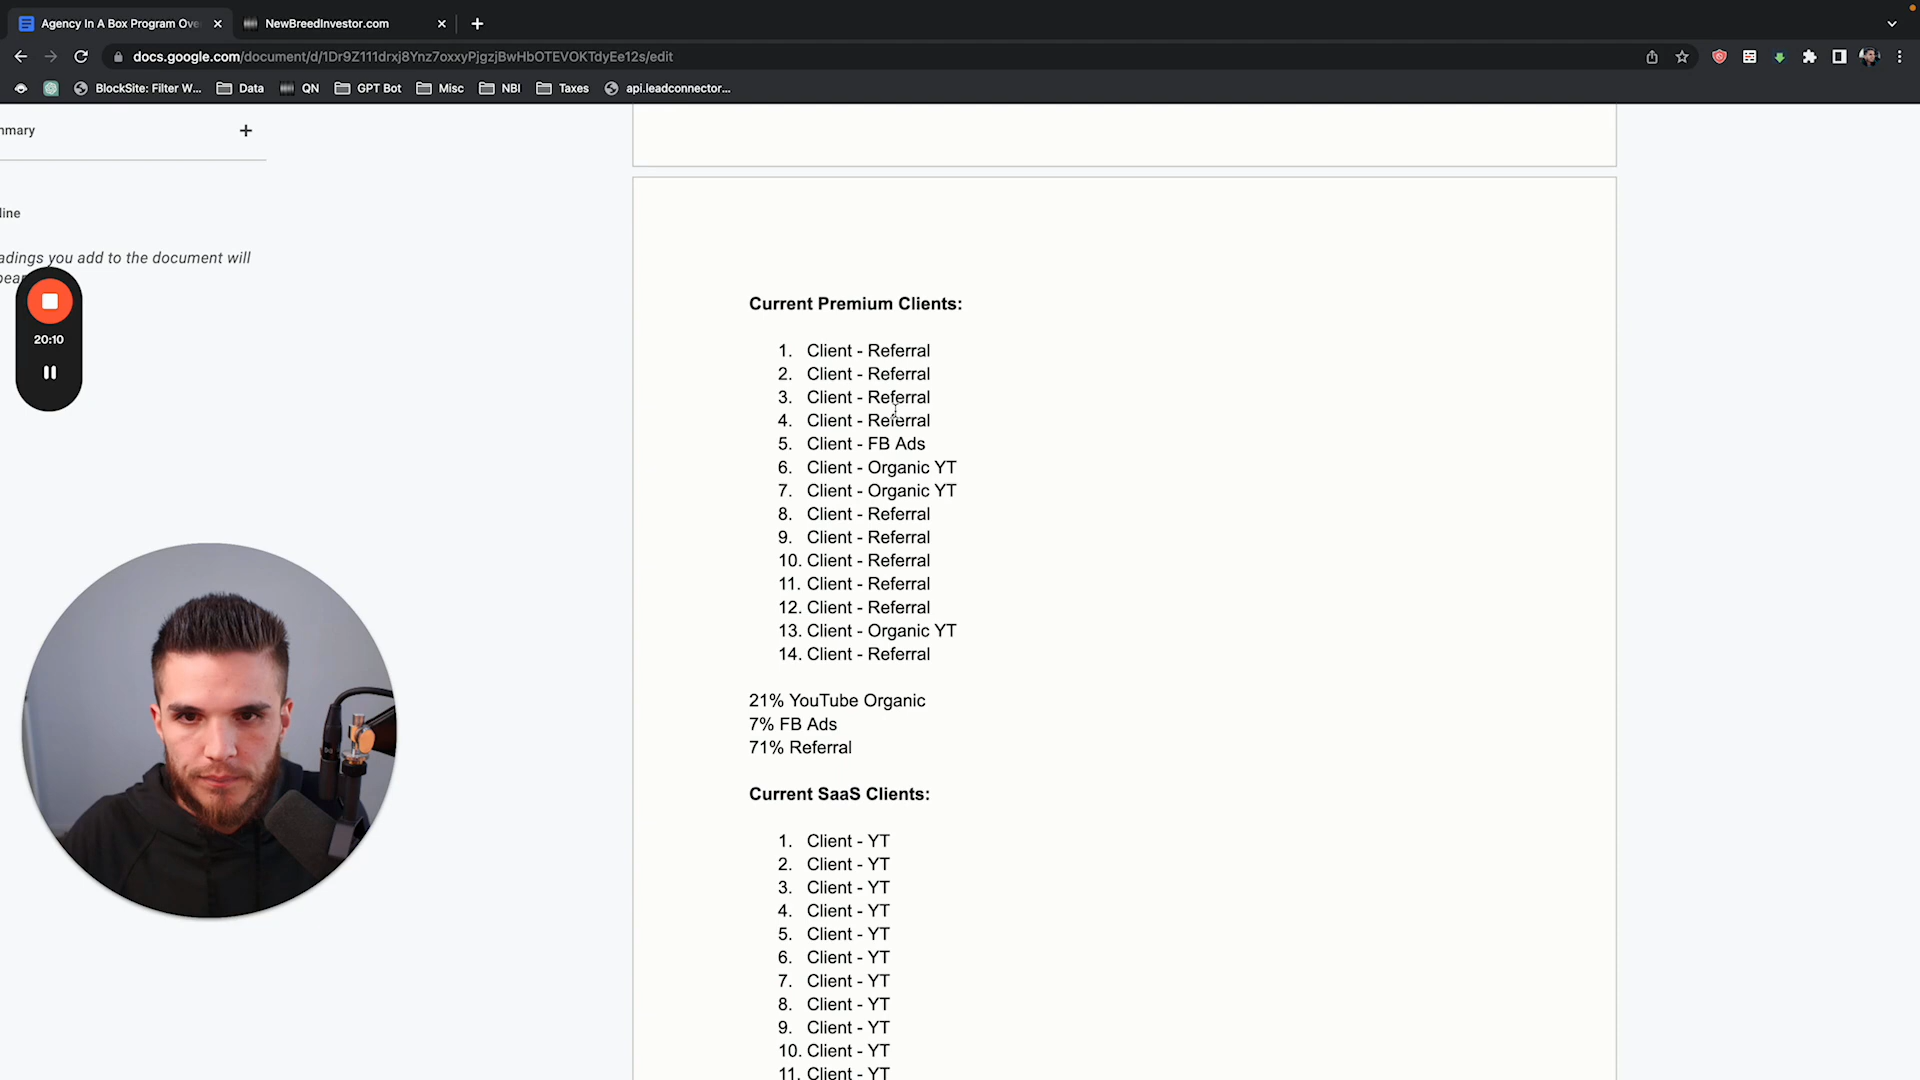 Agency In A Box Program Ove
NewBreedInvestor.com
docs.google.com/document/d/1Dr9Z111drxj8Ynz7oxxyPjgzjBwHbOTEVOKTdyEe12s/edit
BlockSite: Filter W...
Data
QN
GPT Bot
Misc
NBI
Taxes
api.leadconnector...
mmary
line
adings you add to the document will
pear
20:10
Current Premium Clients:
1. Client - Referral
2. Client - Referral
3. Client - Referral
4. Client - Referral
5. Client - FB Ads
6. Client - Organic YT
7. Client - Organic YT
8. Client - Referral
9. Client - Referral
10. Client - Referral
11. Client - Referral
12. Client - Referral
13. Client - Organic YT
14. Client - Referral
21% YouTube Organic
7% FB Ads
71% Referral
Current SaaS Clients:
1. Client - YT
2. Client - YT
3. Client - YT
4. Client - YT
5. Client - YT
6. Client - YT
7. Client - YT
8. Client - YT
9. Client - YT
10. Client - YT
11. Client - YT